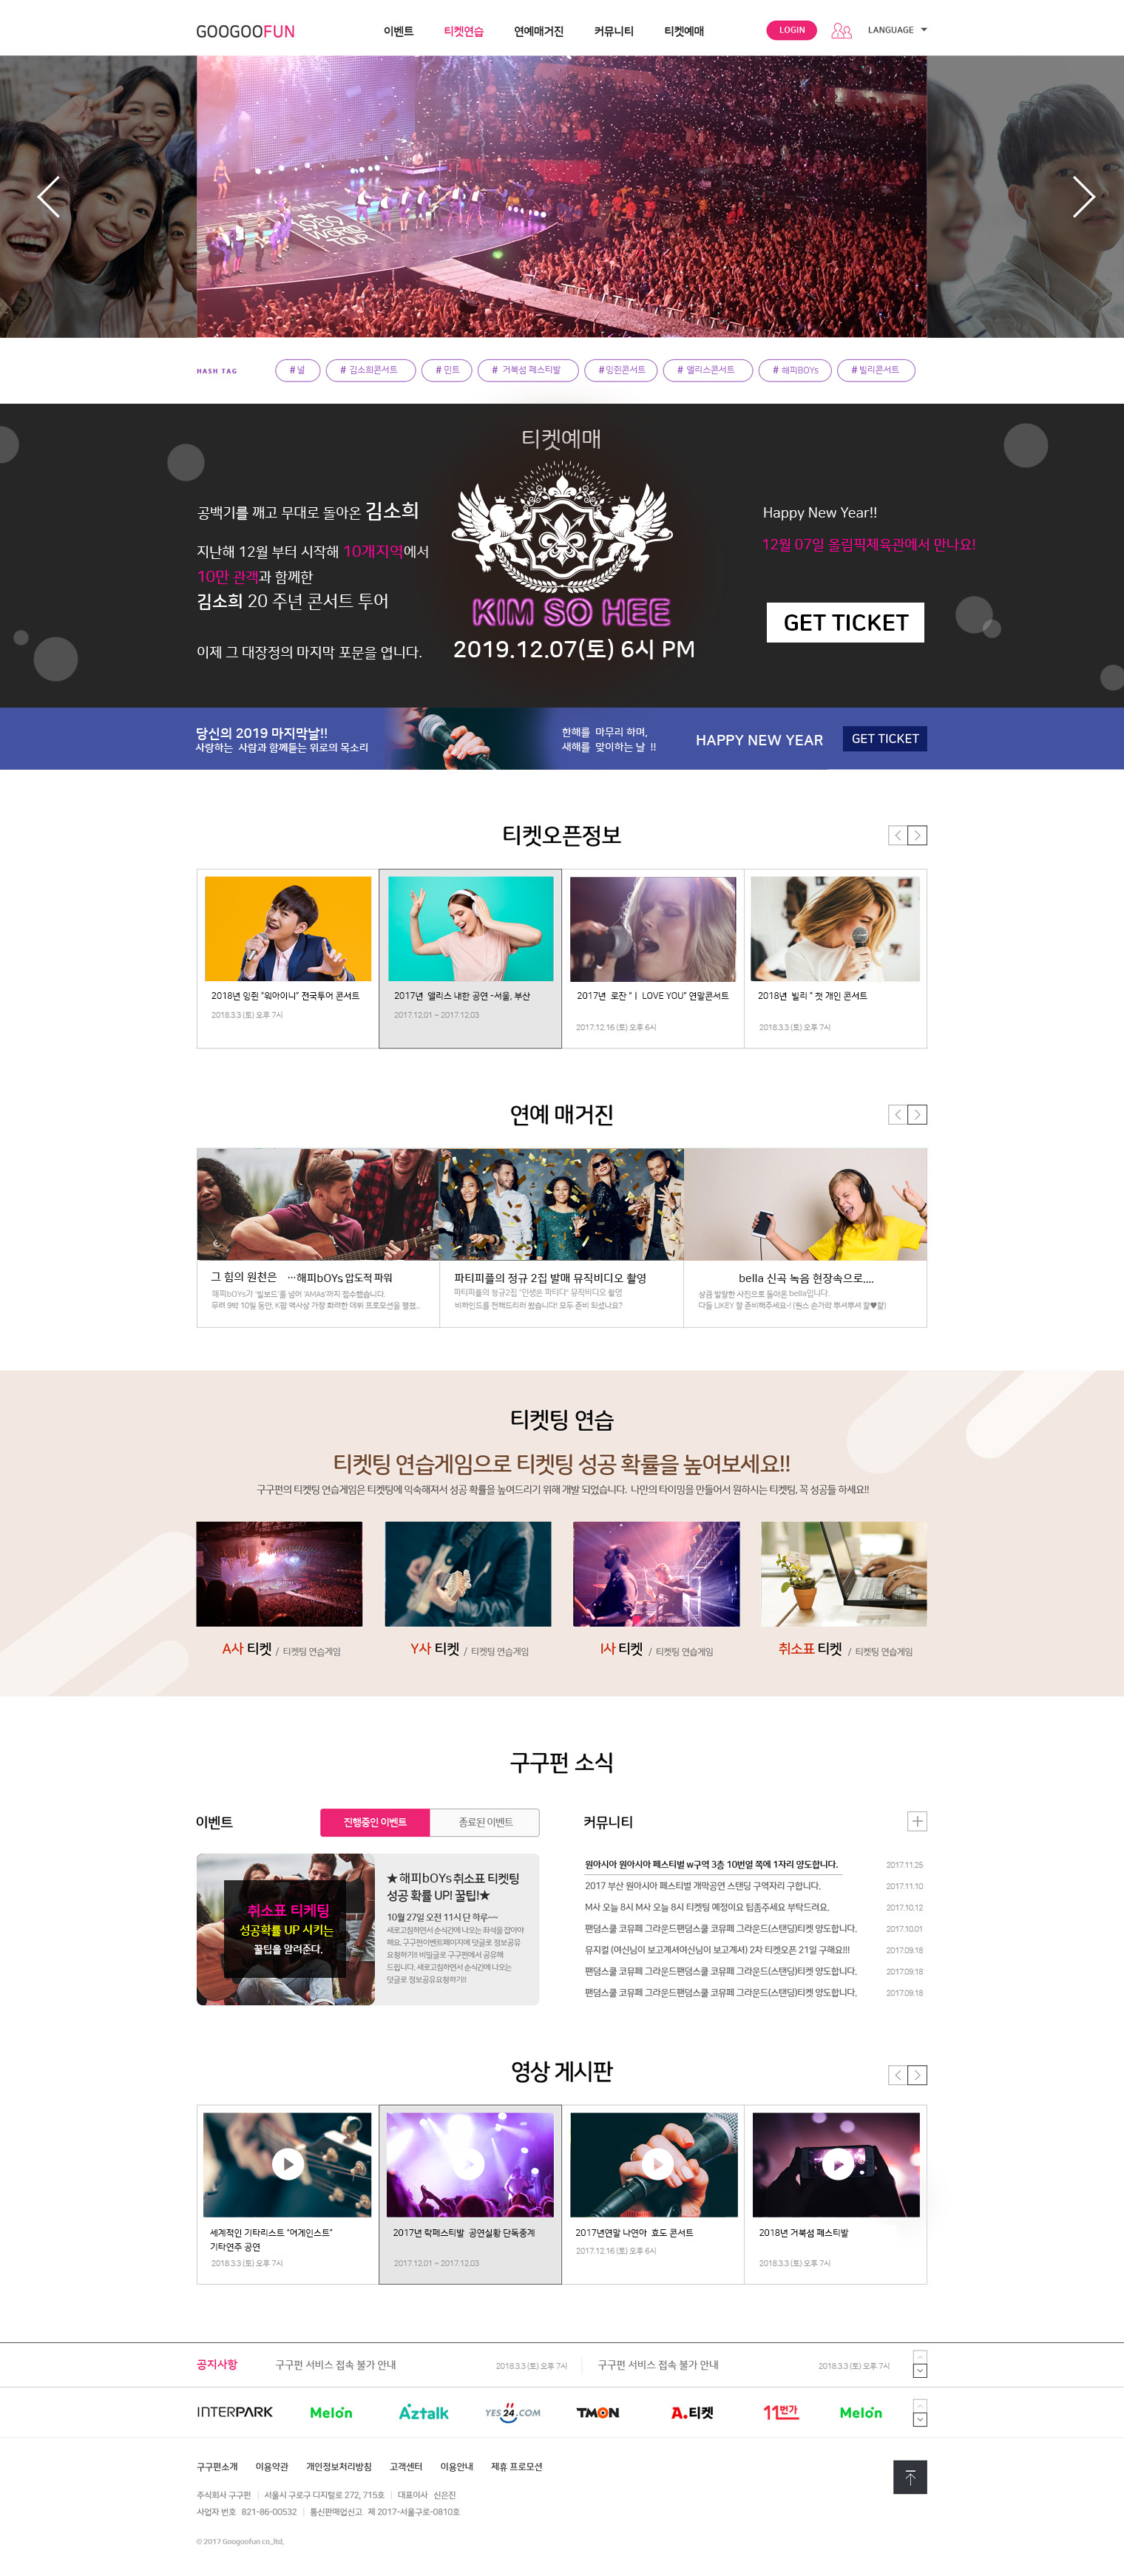 GOOGOOFUN
이벤트 티켓연습 연예매거진 커뮤니티 티켓예매
LOGIN
LANGUAGE
THE 1989 WORLD TOUR
HASH TAG
#널 # 김소희콘서트 # 민트 # 거북섬 페스티발 #잉쥔콘서트 # 앨리스콘서트 # 해피BOYs # 빌리콘서트
티켓예매
공백기를 깨고 무대로 돌아온 김소희
지난해 12월 부터 시작해 10개지역에서
10만 관객과 함께한
김소희 20 주년 콘서트 투어
이제 그 대장정의 마지막 포문을 엽니다.
KIM SO HEE
2019.12.07(토) 6시 PM
Happy New Year!!
12월 07일 올림픽체육관에서 만나요!
GET TICKET
당신의 2019 마지막날!!
사랑하는 사람과 함께듣는 위로의 목소리
한해를 마무리 하며,
새해를 맞이하는 날 !!
HAPPY NEW YEAR
GET TICKET
티켓오픈정보
2018년 잉쥔 "워아이니" 전국투어 콘서트
2018.3.3 (토) 오후 7시
2017년 앨리스 내한 공연 -서울, 부산
2017.12.01 ~ 2017.12.03
2017년 로잔 "I LOVE YOU" 연말콘서트
2017.12.16 (토) 오후 6시
2018년 빌리 " 첫 개인 콘서트
2018.3.3 (토) 오후 7시
연예 매거진
그 힘의 원천은 …해피bOYs 압도적 파워
해피bOYs가 '빌보드'를 넘어 'AMAs'까지 접수했습니다.
무려 9박 10일 동안, K팝 역사상 가장 화려한 데뷔 프로모션을 펼쳤...
파티피플의 정규 2집 발매 뮤직비디오 촬영
파티피플의 정규2집 "인생은 파티다" 뮤직비디오 촬영
비하인드를 전해드리러 왔습니다! 모두 준비 되셨나요?
bella 신곡 녹음 현장속으로....
상큼 발랄한 사진으로 돌아온 bella입니다.
다들 LIKEY 할 준비해주세요~! (원스 손가락 뿌셔뿌셔 핥♥핥)
티켓팅 연습
티켓팅 연습게임으로 티켓팅 성공 확률을 높여보세요!!
구구펀의 티켓팅 연습게임은 티켓팅에 익숙해져서 성공 확률을 높여드리기 위해 개발 되었습니다. 나만의 타이밍을 만들어서 원하시는 티켓팅, 꼭 성공들 하세요!!
A사 티켓 / 티켓팅 연습게임
Y사 티켓 / 티켓팅 연습게임
I사 티켓 / 티켓팅 연습게임
취소표 티켓 / 티켓팅 연습게임
구구펀 소식
이벤트
진행중인 이벤트
종료된 이벤트
취소표 티케팅
성공확률 UP 시키는
꿀팁을 알려준다.
★해피bOYs 취소표 티켓팅
성공 확률 UP! 꿀팁!★
10월 27일 오전 11시 단 하루~~
새로고침하면서 순식간에 나오는 좌석을 잡아야
해요. 구구펀이벤트페이지에 댓글로 정보공유
요청하기!! 비밀글로 구구펀에서 공유해
드립니다. 새로고침하면서 순식간에 나오는
댓글로 정보공유요청하기!!
커뮤니티
원아시아 원아시아 페스티벌 w구역 3층 10번열 쪽에 1자리 양도합니다. 2017.11.25
2017 부산 원아시아 페스티벌 개막공연 스탠딩 구역자리 구합니다. 2017.11.10
M사 오늘 8시 M사 오늘 8시 티켓팅 예정이요 팁좀주세요 부탁드려요. 2017.10.12
팬덤스쿨 코뮤페 그라운드팬덤스쿨 코뮤페 그라운드(스탠딩)티켓 양도합니다. 2017.10.01
뮤지컬 (여신님이 보고계셔여신님이 보고계셔) 2차 티켓오픈 21일 구해요!!! 2017.09.18
팬덤스쿨 코뮤페 그라운드팬덤스쿨 코뮤페 그라운드(스탠딩)티켓 양도합니다. 2017.09.18
팬덤스쿨 코뮤페 그라운드팬덤스쿨 코뮤페 그라운드(스탠딩)티켓 양도합니다. 2017.09.18
영상 게시판
세계적인 기타리스트 "어게인스트"
기타연주 공연
2018.3.3 (토) 오후 7시
2017년 락페스티발 공연실황 단독중계
2017.12.01 ~ 2017.12.03
2017년연말 나연아 효도 콘서트
2017.12.16 (토) 오후 6시
2018년 거북섬 페스티발
2018.3.3 (토) 오후 7시
공지사항
구구펀 서비스 접속 불가 안내 2018.3.3 (토) 오후 7시
구구펀 서비스 접속 불가 안내 2018.3.3 (토) 오후 7시
INTERPARK Melon Aztalk YES24.COM TMON A.티켓 11번가 Melon
구구펀소개 이용약관 개인정보처리방침 고객센터 이용안내 제휴 프로모션
주식회사 구구펀 | 서울시 구로구 디지털로 272, 715호 | 대표이사 신은진
사업자 번호 821-86-00532 | 통신판매업신고 제 2017-서울구로-0810호
© 2017 Googoofun co.,ltd.